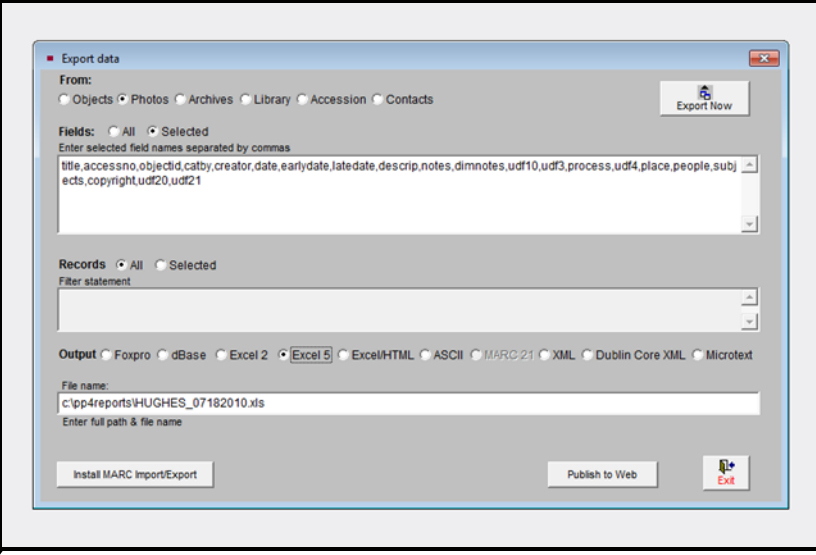 Export data
From:
Objects Photos Archives Library Accession Contacts
Export Now
Fields: All Selected
Enter selected field names separated by commas
title,accessno,objectid,catby,creator,date,earlydate,latedate,descrip,notes,dimnotes,udf10,udf3,process,udf4,place,people,subj
ects,copyright,udf20,udf21
Records All Selected
Filter statement
Output Foxpro dBase Excel 2 Excel 5 Excel/HTML ASCII MARC 21 XML Dublin Core XML Microtext
File name:
c:\pp4reports\HUGHES_07182010.xls
Enter full path & file name
Install MARC Import/Export
Publish to Web
Exit